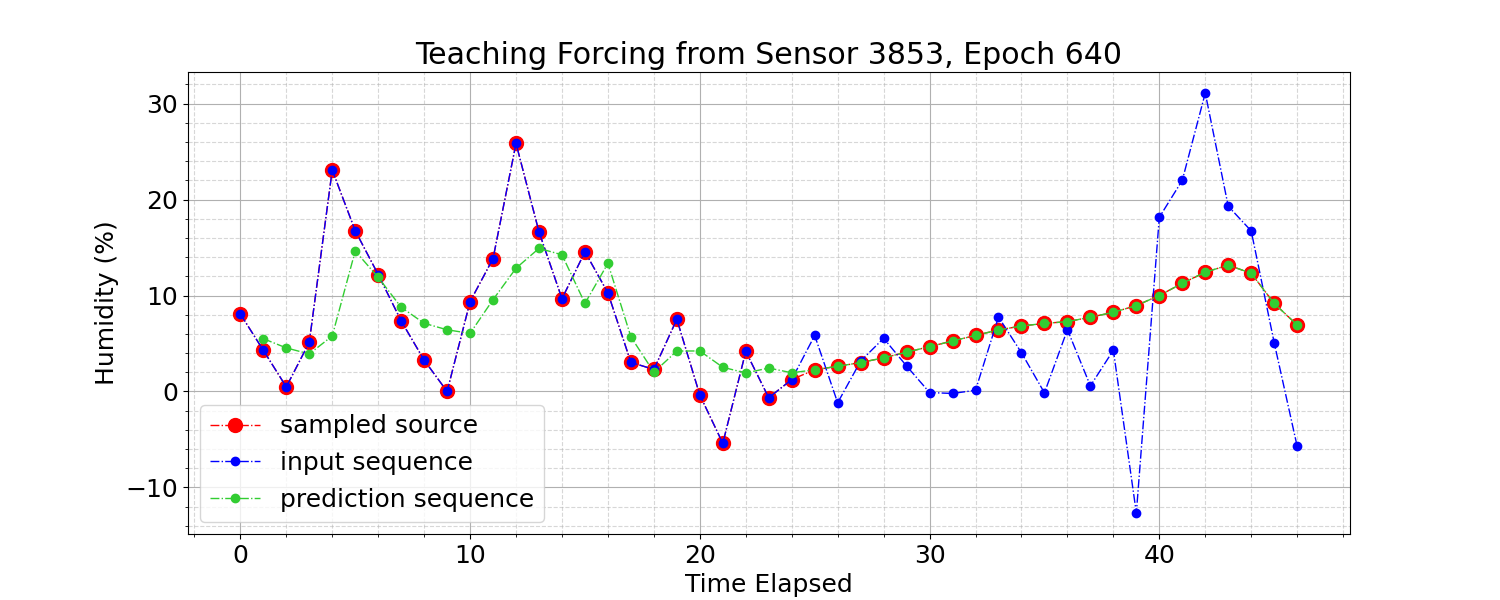 Teaching Forcing from Sensor 3853, Epoch 640
Humidity (%)
30
20
10
0
−10
sampled source
input sequence
prediction sequence
0 10 20 30 40
Time Elapsed